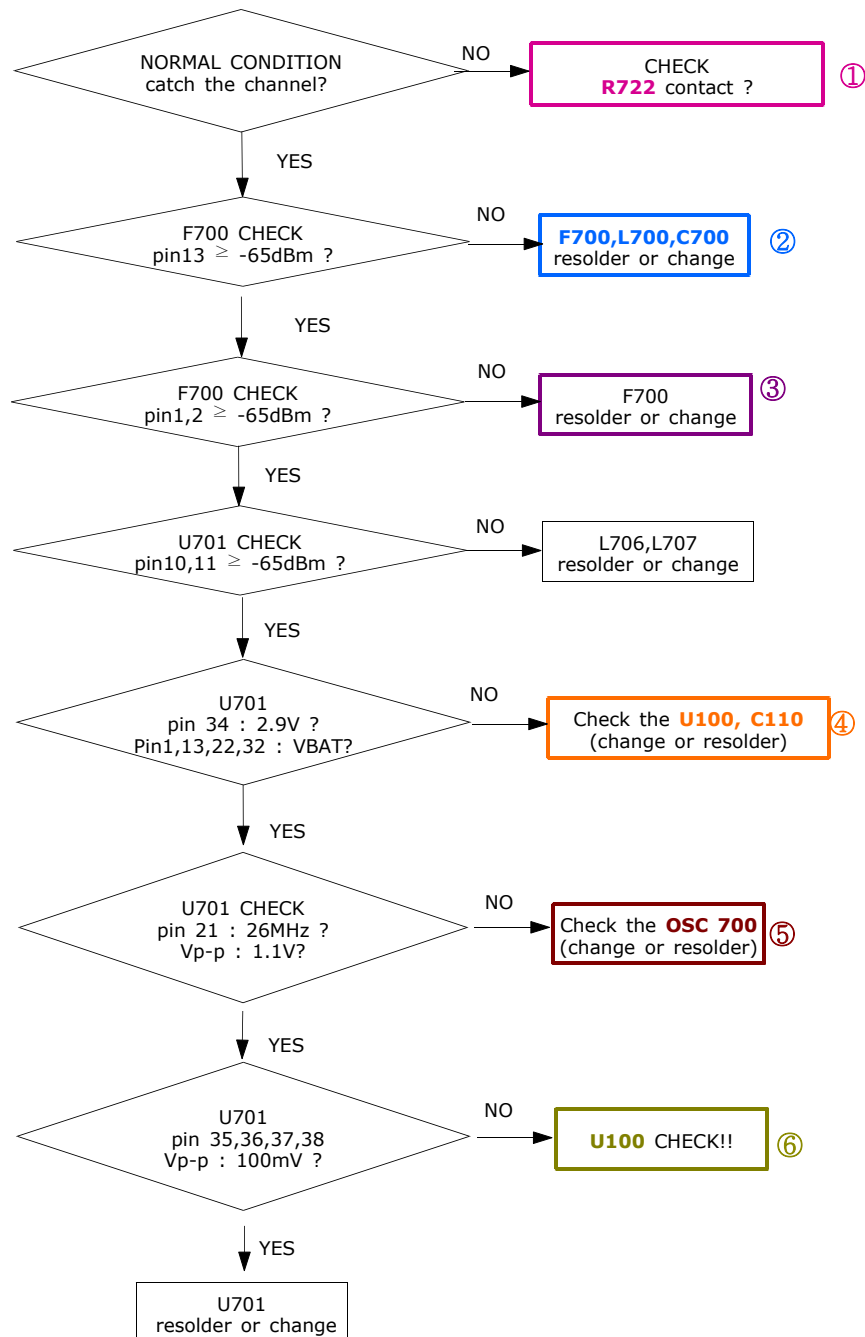 NORMAL CONDITION
catch the channel?
NO
CHECK
R722 contact ?
①
YES
F700 CHECK
pin13 ≥ -65dBm ?
NO
F700,L700,C700
resolder or change
②
YES
F700 CHECK
pin1,2 ≥ -65dBm ?
NO
F700
resolder or change
③
YES
U701 CHECK
pin10,11 ≥ -65dBm ?
NO
L706,L707
resolder or change
YES
U701
pin 34 : 2.9V ?
Pin1,13,22,32 : VBAT?
NO
Check the U100, C110
(change or resolder)
④
YES
U701 CHECK
pin 21 : 26MHz ?
Vp-p : 1.1V?
NO
Check the OSC 700
(change or resolder)
⑤
YES
U701
pin 35,36,37,38
Vp-p : 100mV ?
NO
U100 CHECK!!
⑥
YES
U701
resolder or change